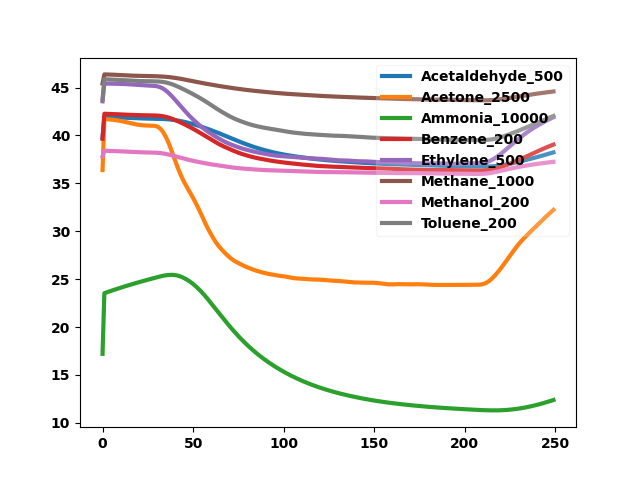 45
40
35
30
25
20
15
10
0
50
100
150
200
250
Acetaldehyde_500
Acetone_2500
Ammonia_10000
Benzene_200
Ethylene_500
Methane_1000
Methanol_200
Toluene_200